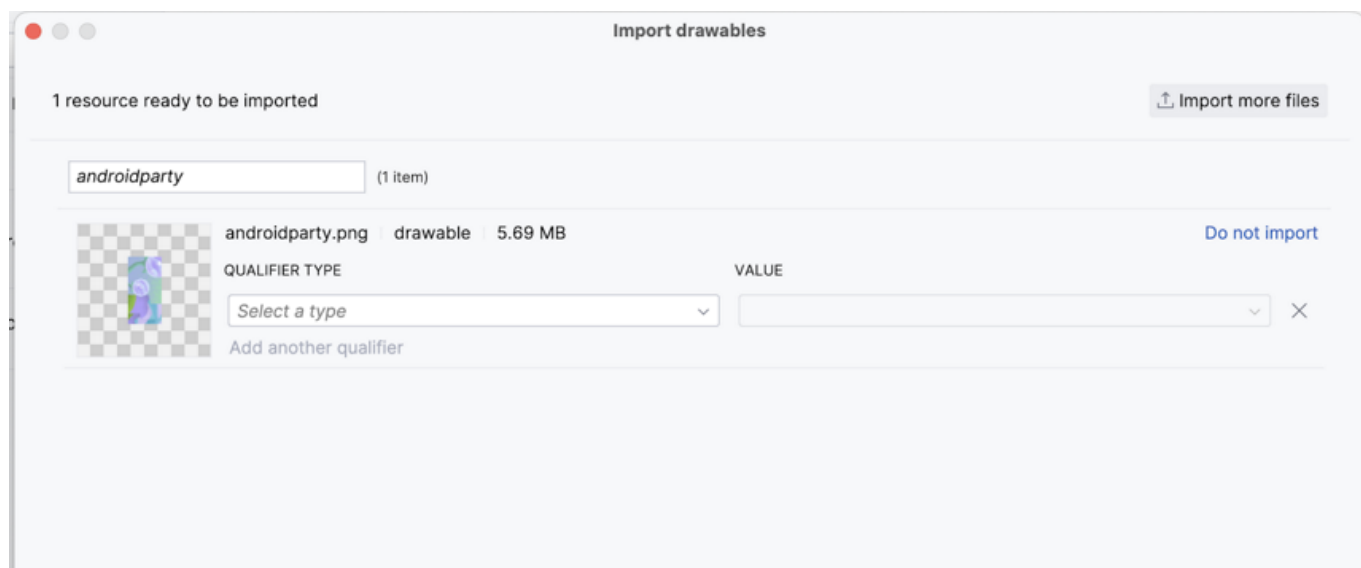 Import drawables
1 resource ready to be imported
Import more files
androidparty (1 item)
androidparty.png drawable 5.69 MB Do not import
QUALIFIER TYPE VALUE
Select a type
Add another qualifier